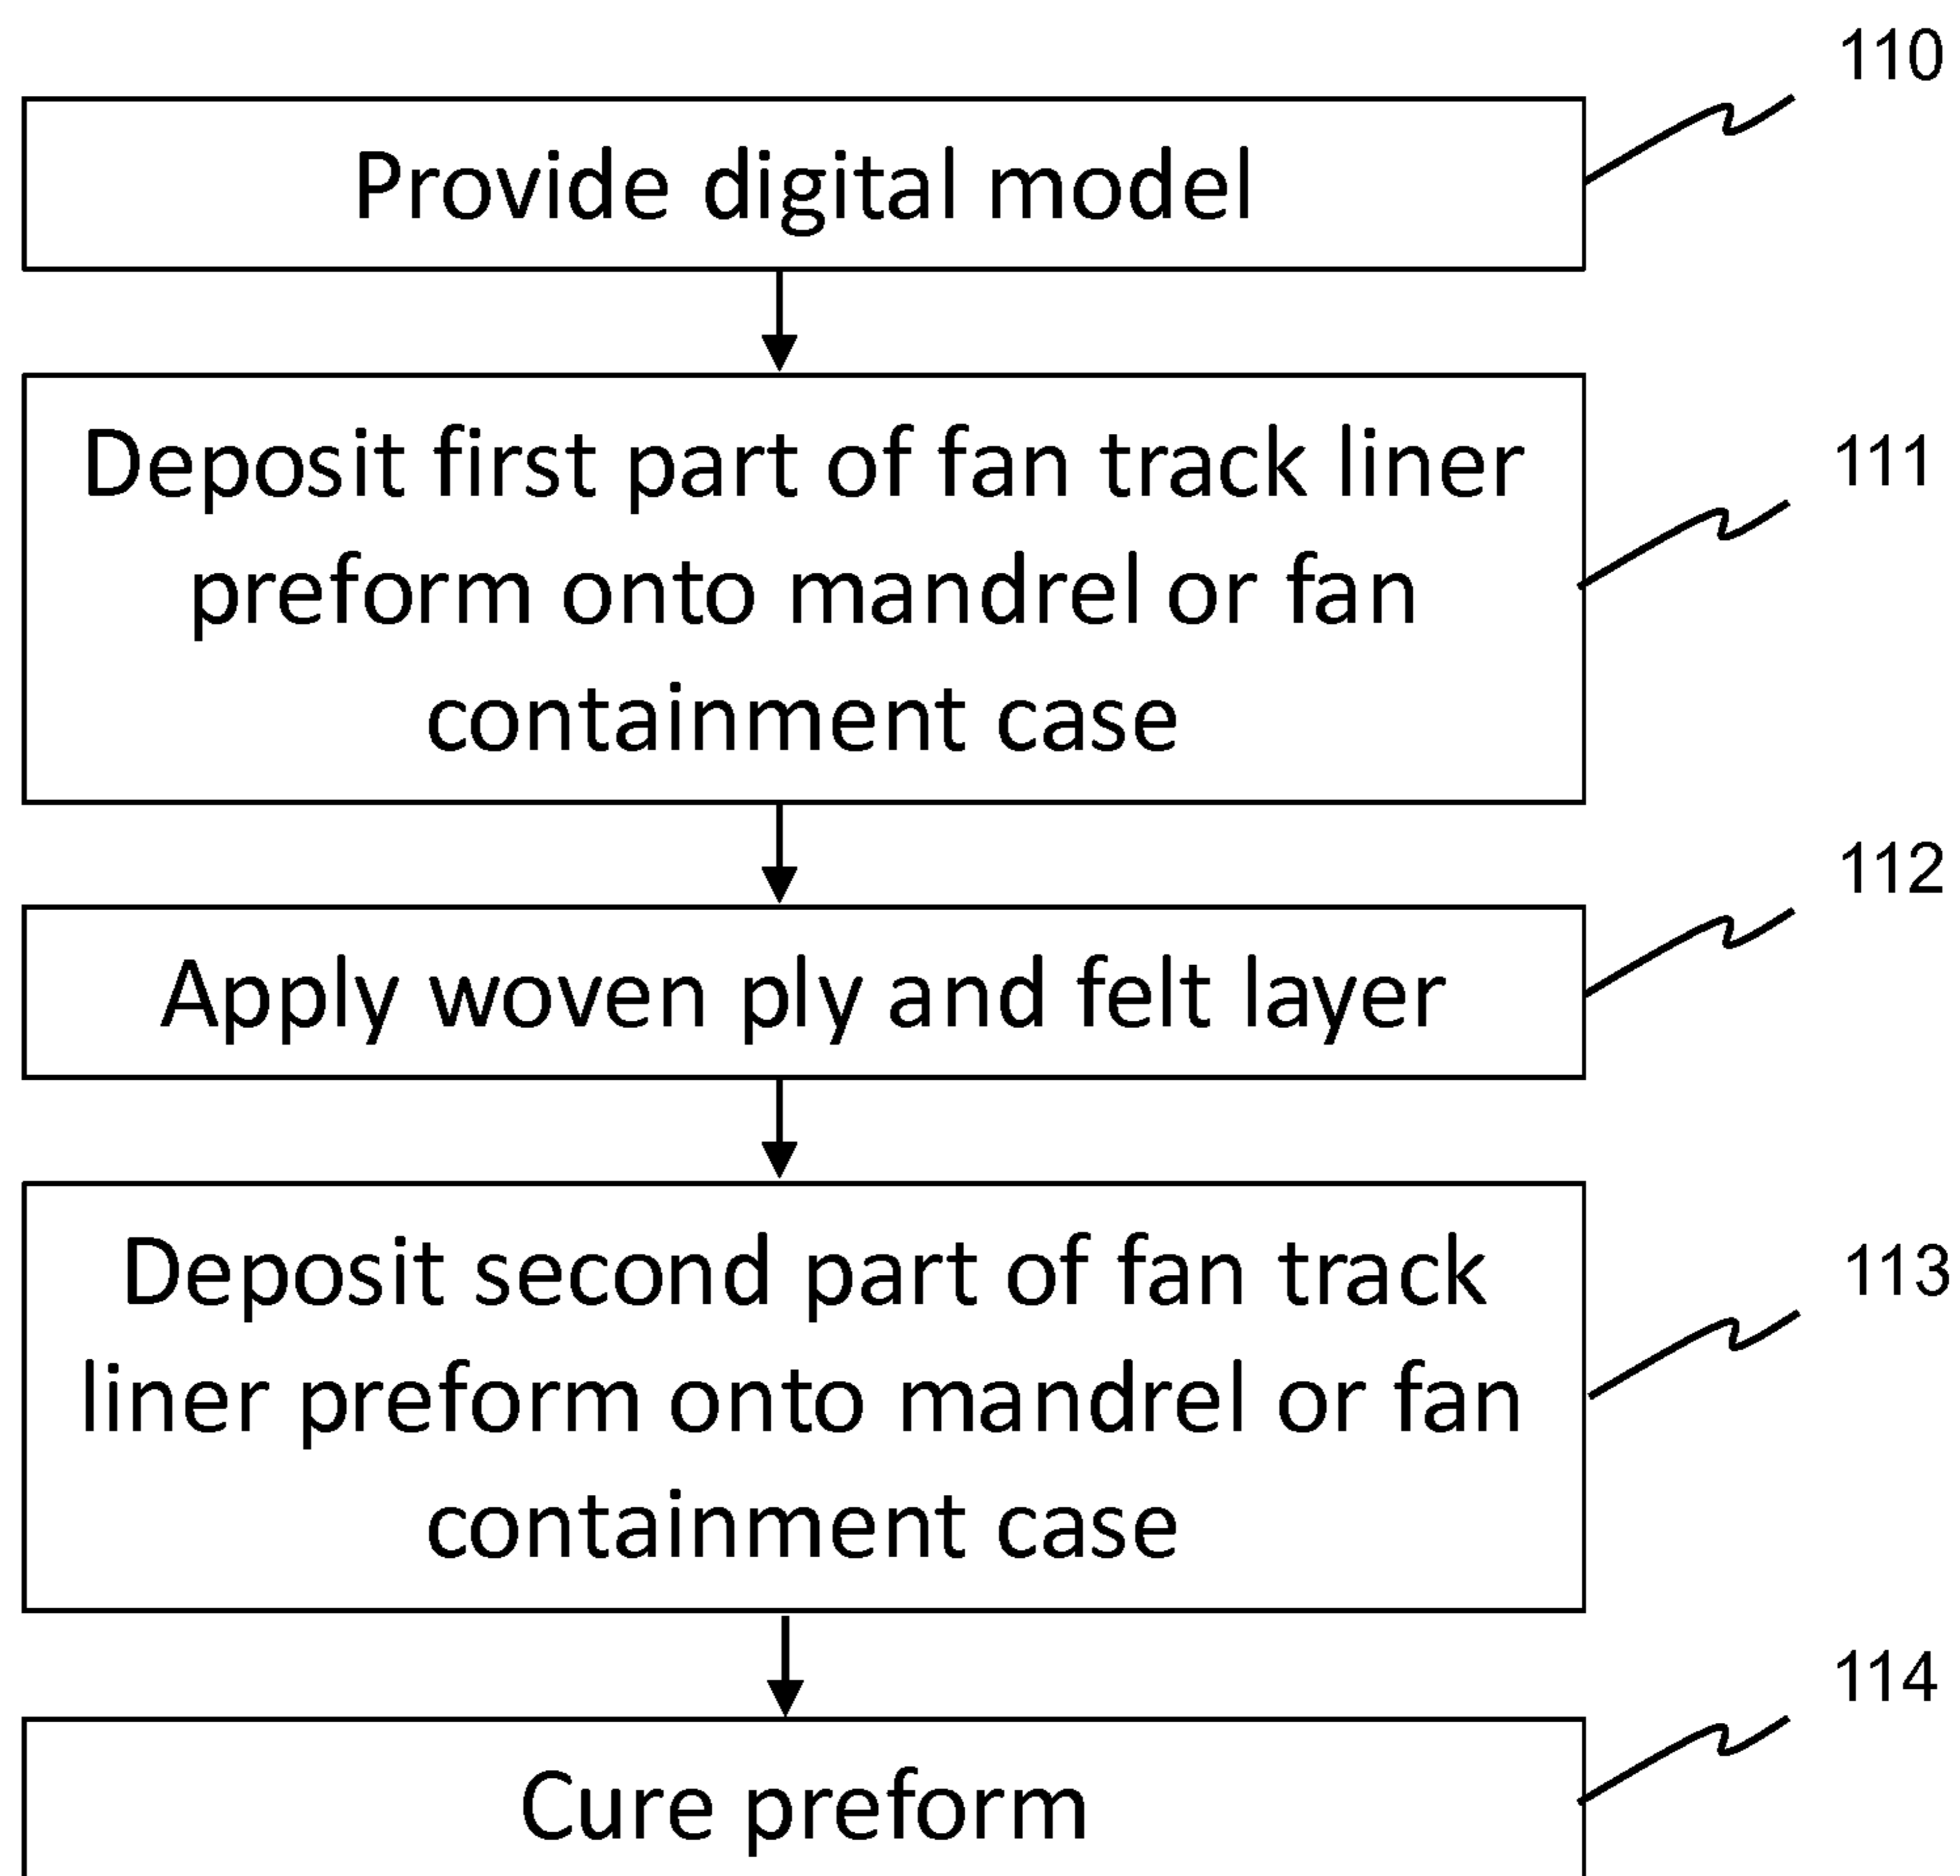 110
Provide digital model
111
Deposit first part of fan track liner
preform onto mandrel or fan
containment case
112
Apply woven ply and felt layer
113
Deposit second part of fan track
liner preform onto mandrel or fan
containment case
114
Cure preform